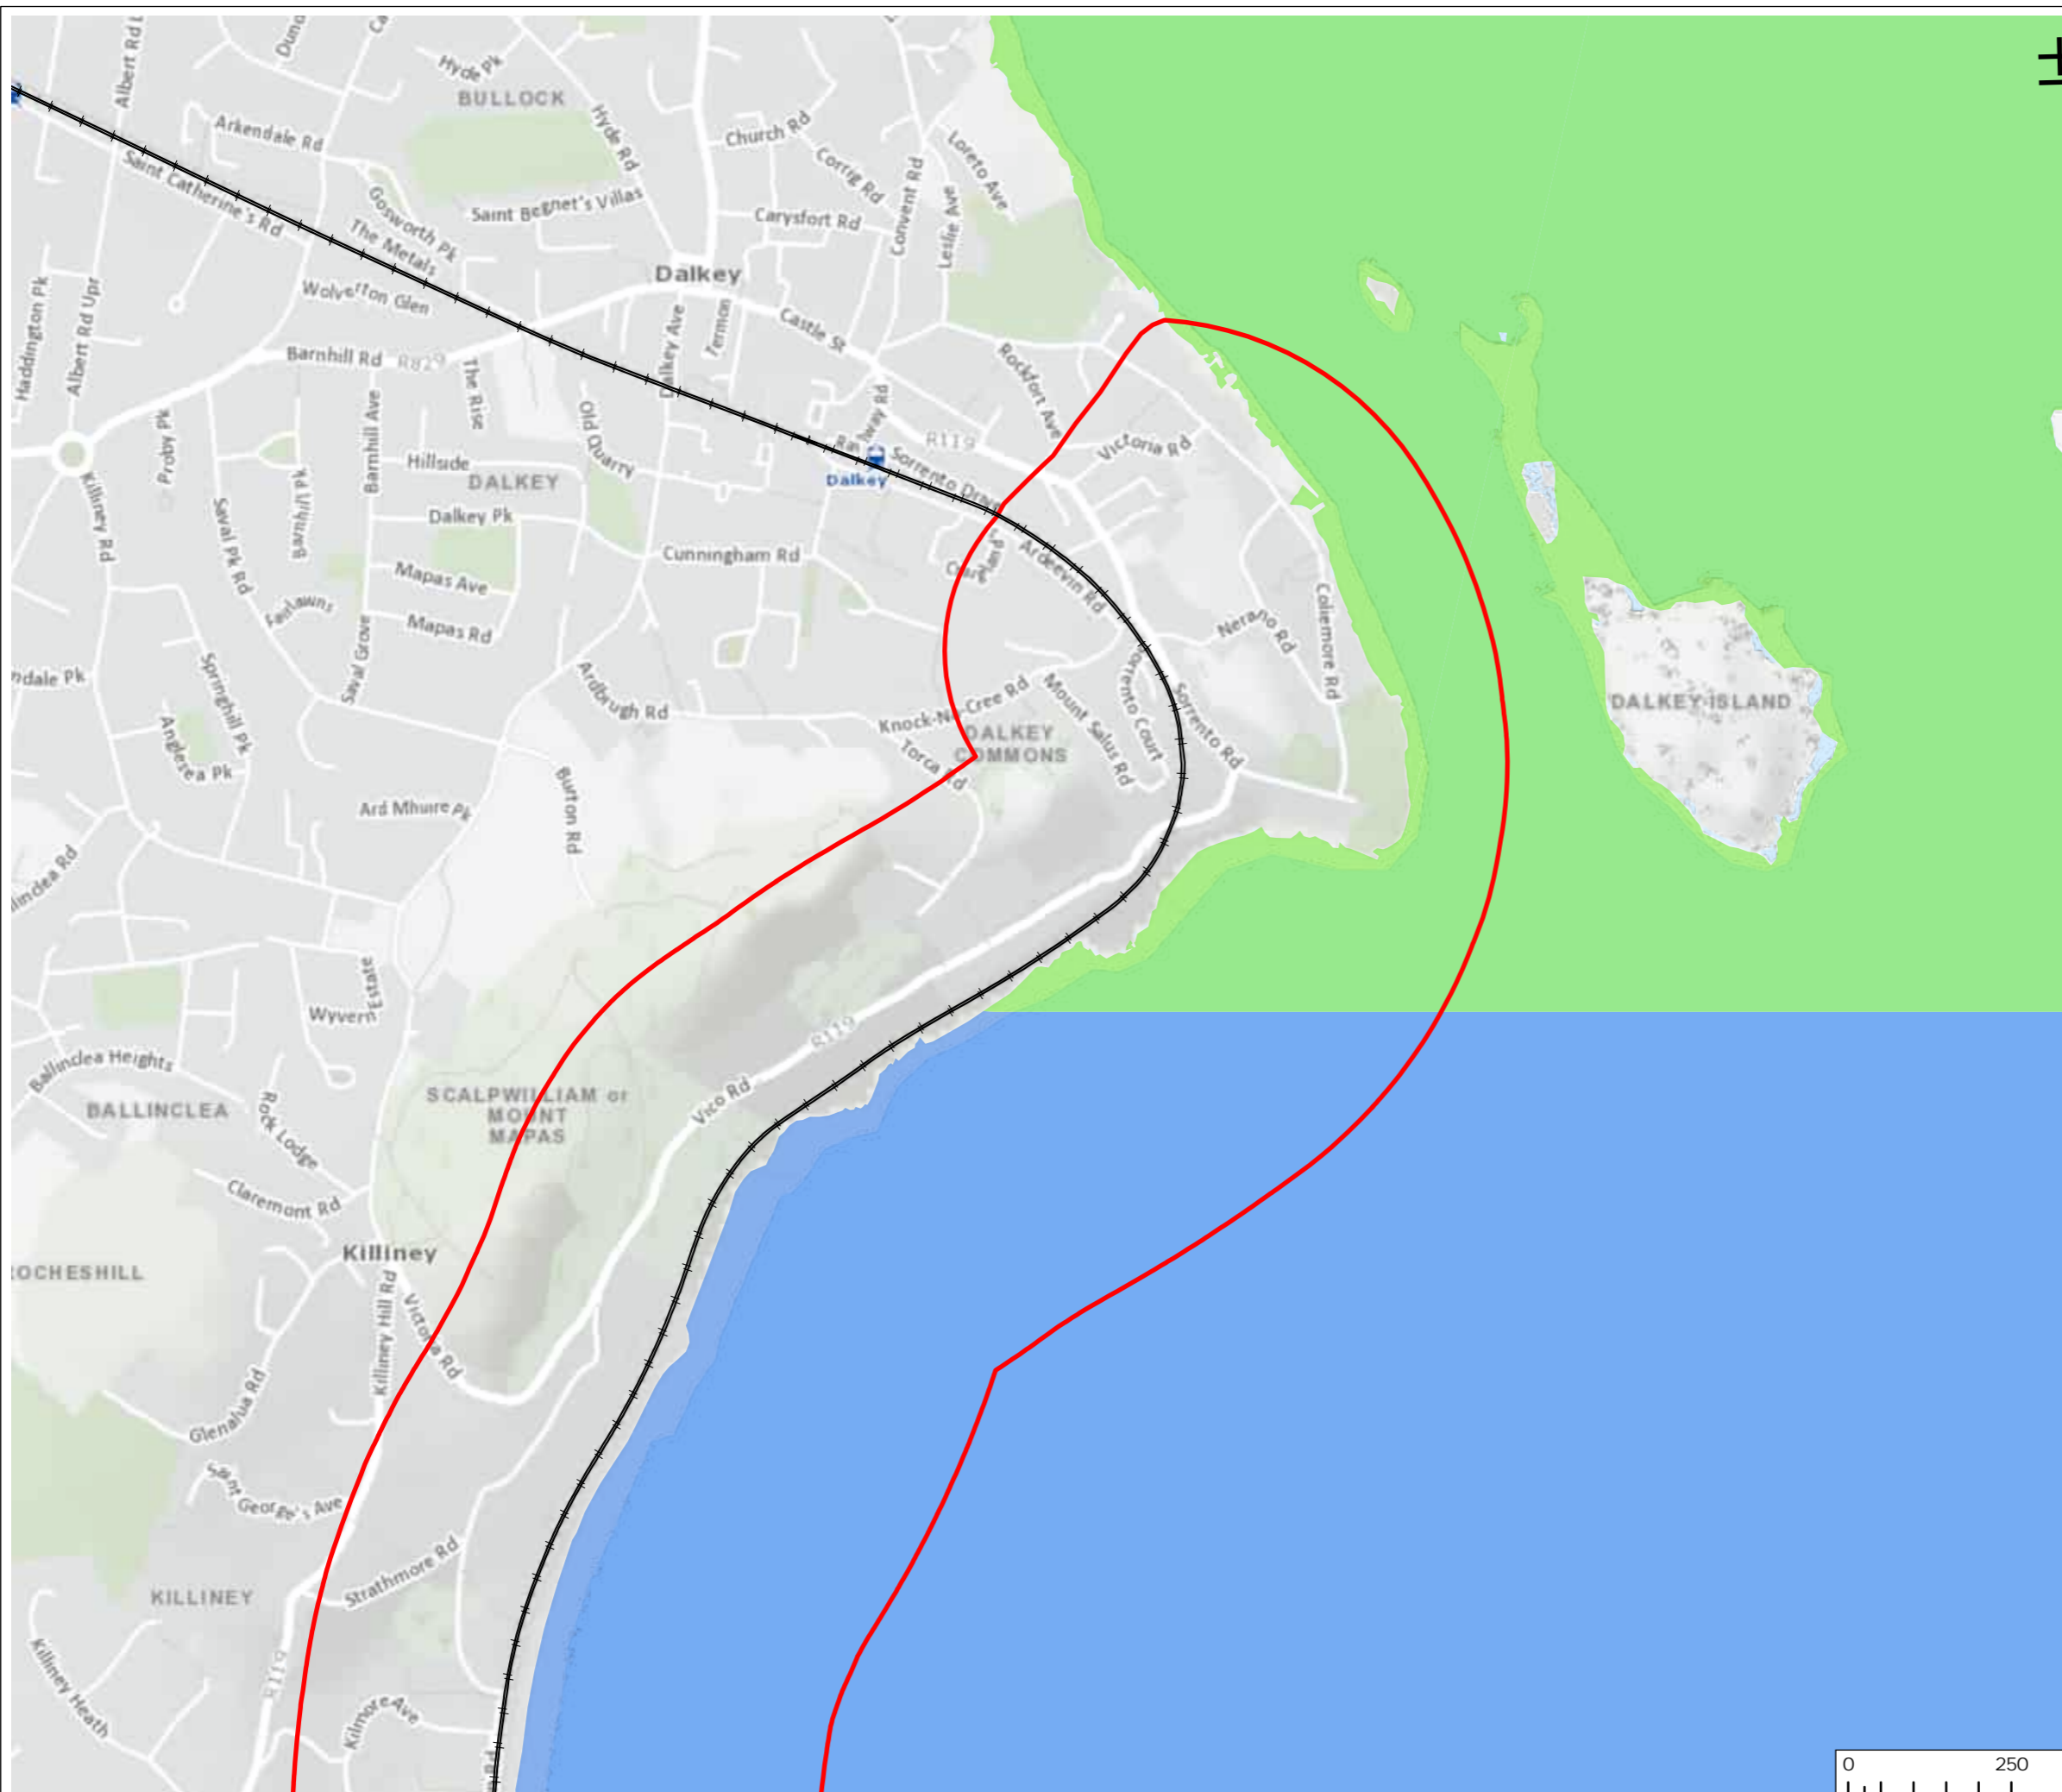 Albert Rd
Hyde Pk
BULLOCK
Arkendale Rd
Hyde Rd
Church Rd
Corrig Rd
Loreto Ave
Saint Catherine's Rd
Gosworth Pk
The Metals
Saint Begnet's Villas
Carysfort Rd
Convent Rd
Leslie Ave
Haddington Pk
Albert Rd Upr
Wolverton Glen
Dalkey
Castle St
Termon
Dalkey Ave
Barnhill Rd
R829
The Rise
Rockfort Ave
Proby Pk
Barnhill Ave
Old Quarry
Railway Rd
R119
Victoria Rd
Hillside
DALKEY
Dalkey
Sorrento Drive
Killiney Rd
Saval Pk Rd
Barnhill Pk
Dalkey Pk
Cunningham Rd
Ardeevin Rd
Mapas Ave
Fairlawns
Mapas Rd
Saval Grove
Nerano Rd
Coliemore Rd
ndale Pk
Springhill Pk
Ardbrugh Rd
Knock-Na-Cree Rd
Mount Salus Rd
Sorrento Court
Sorrento Rd
DALKEY ISLAND
Anglesea Pk
Torca Rd
DALKEY
COMMONS
Ard Mhuire Pk
Burton Rd
llinclea Rd
Wyvern
Estate
R119
Ballinclea Heights
BALLINCLEA
Rock Lodge
SCALPWILLIAM or
MOUNT
MAPAS
Vico Rd
Claremont Rd
Killiney
OCHESHILL
Killiney Hill Rd
Victoria Rd
Glenalua Rd
Saint
George's Ave
Strathmore Rd
KILLINEY
Killiney Heath
R119
Kilmore Ave
0 250